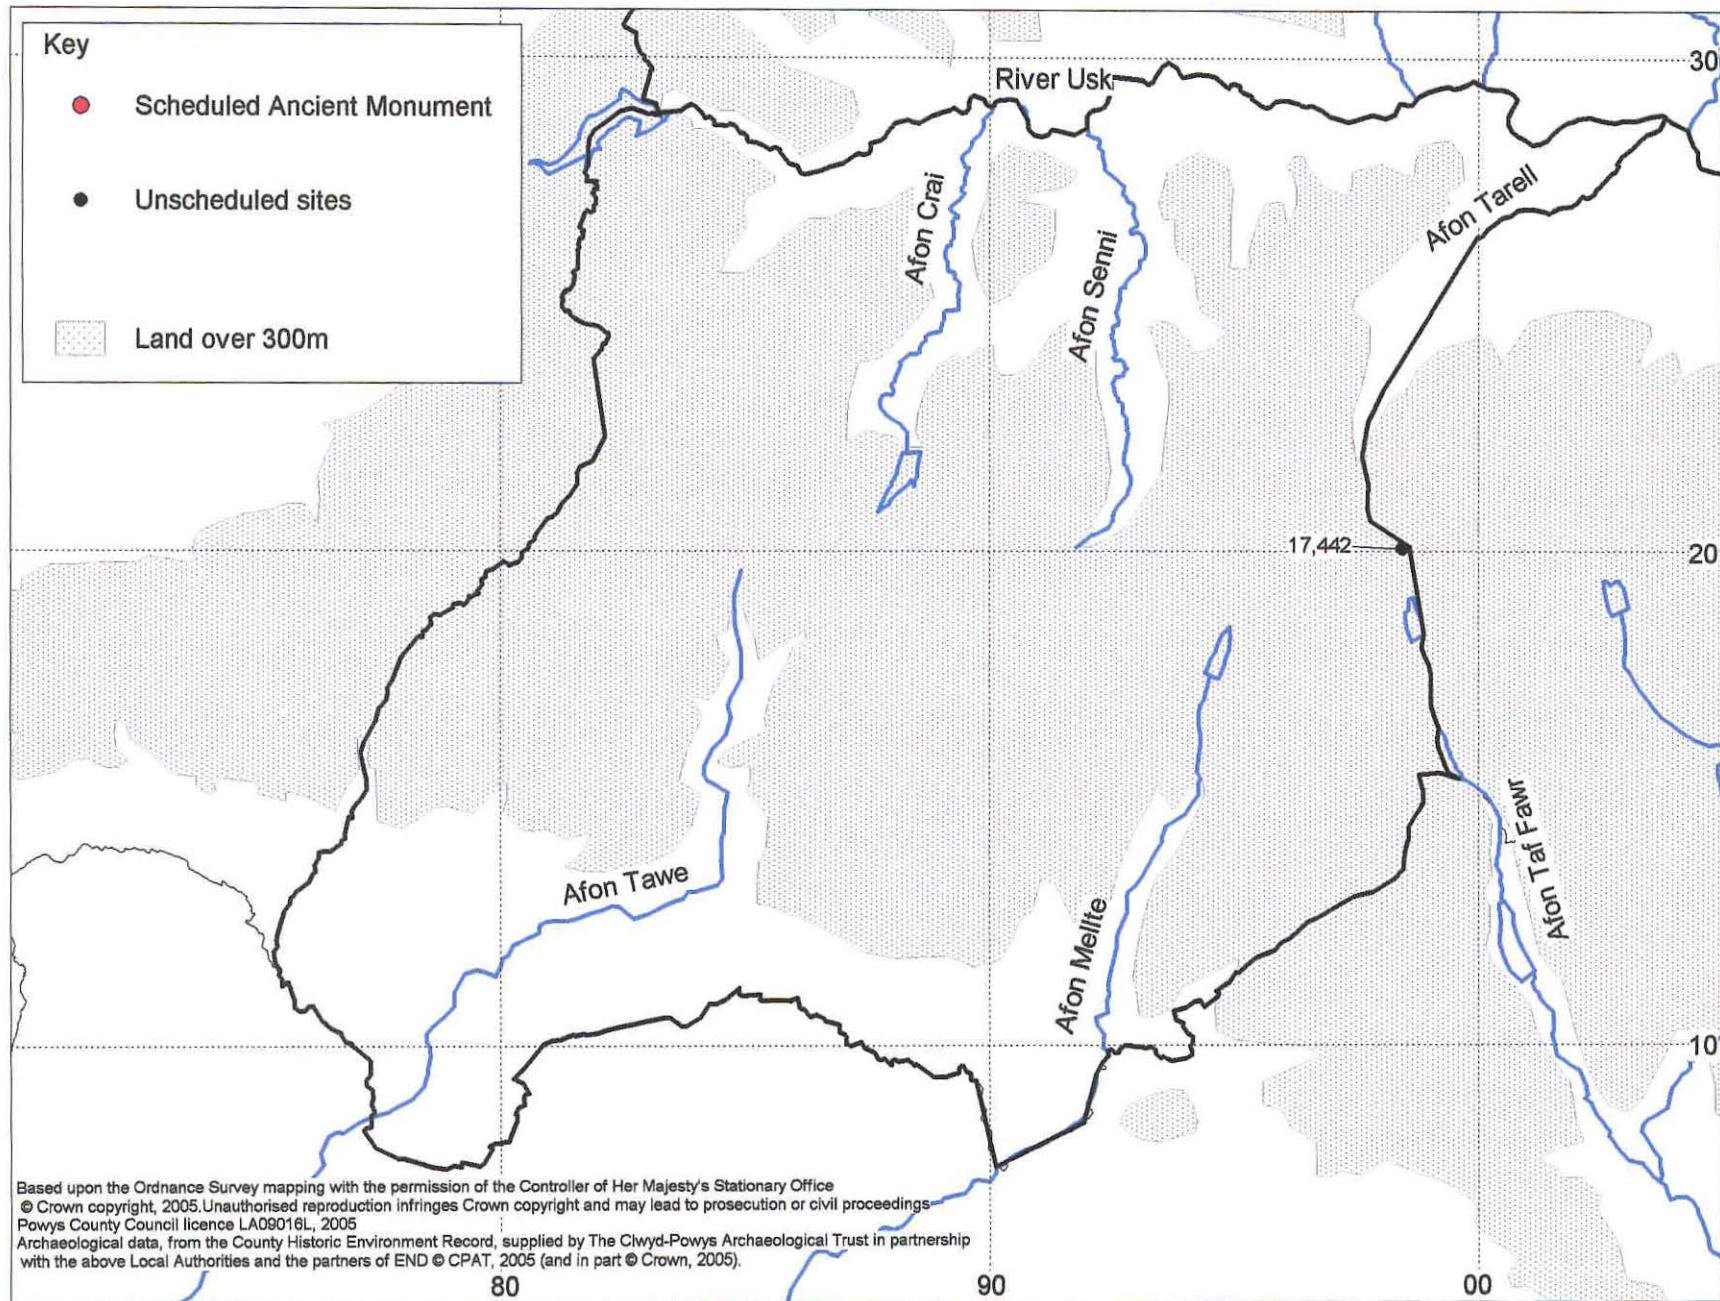 Key
Scheduled Ancient Monument
Unscheduled sites
Land over 300m
River Usk
30
Afon Crai
Afon Senni
Afon Tarell
17,442
20
Afon Tawe
Afon Mellte
Afon Taf Fawr
10
Based upon the Ordnance Survey mapping with the permission of the Controller of Her Majesty's Stationary Office
© Crown copyright, 2005.Unauthorised reproduction infringes Crown copyright and may lead to prosecution or civil proceedings
Powys County Council licence LA09016L, 2005
Archaeological data, from the County Historic Environment Record, supplied by The Clwyd-Powys Archaeological Trust in partnership
with the above Local Authorities and the partners of END © CPAT, 2005 (and in part © Crown, 2005).
80
90
00